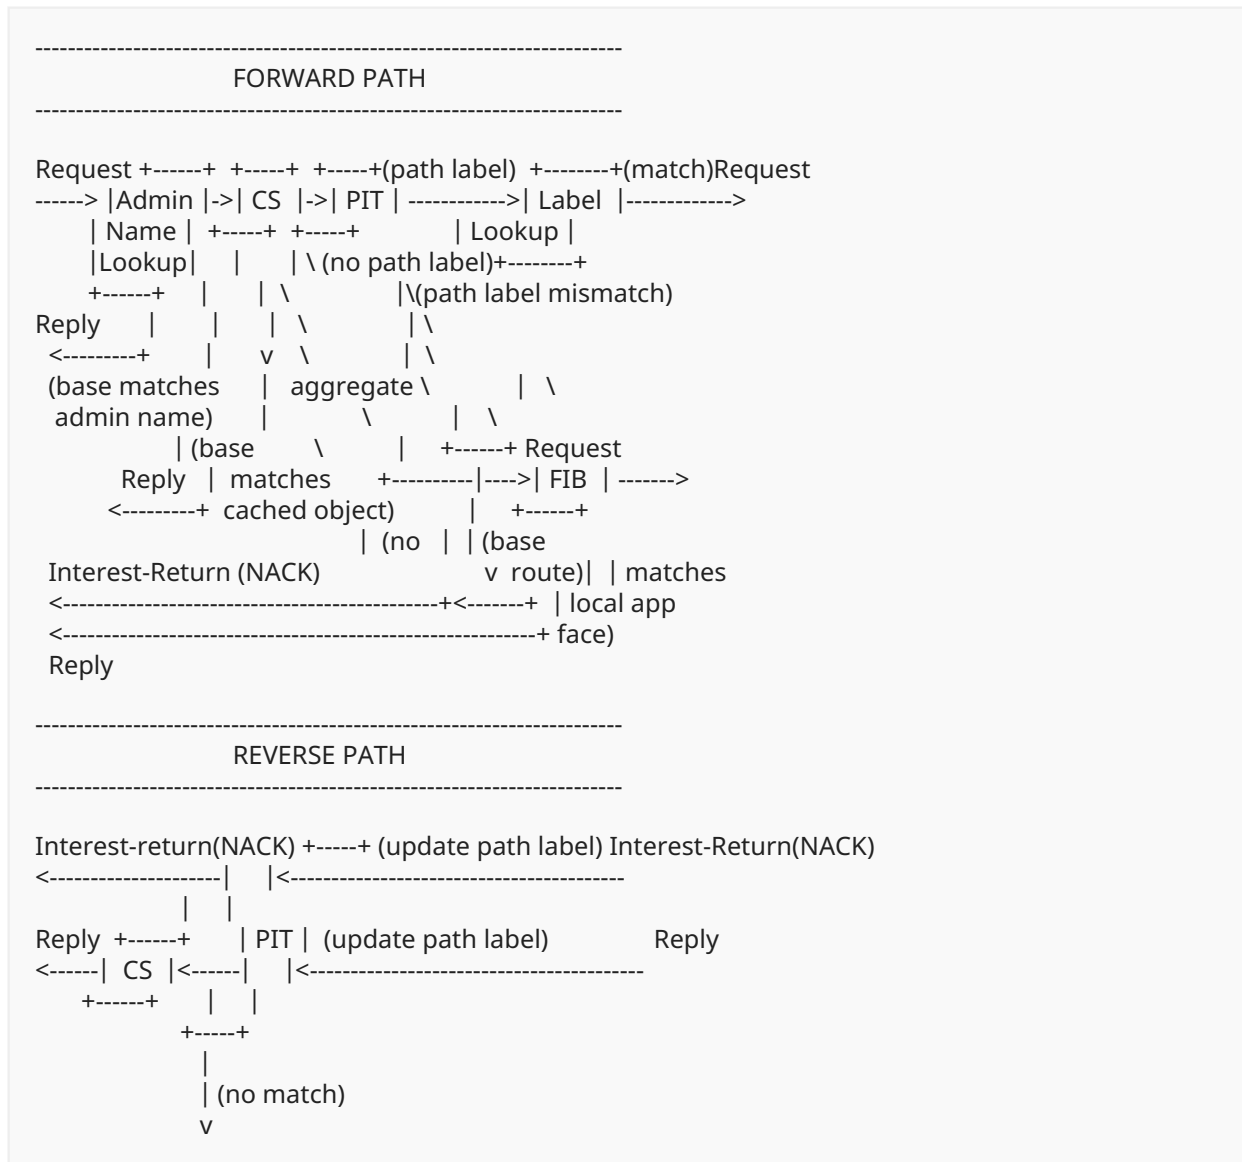 ------------------------------------------------------------------------
                         FORWARD PATH
------------------------------------------------------------------------

Request +------+  +-----+  +-----+(path label)  +--------+(match)Request
------> |Admin |->| CS  |->| PIT | ------------>| Label  |------------->
        | Name |  +-----+  +-----+              | Lookup |
        |Lookup|     |       | \ (no path label)+--------+
        +------+     |       |  \                |\(path label mismatch)
Reply       |        |       |   \               | \
  <---------+        |       v    \              |  \
  (base matches      |   aggregate \             |   \
   admin name)       |              \            |    \
                     | (base         \           |     +------+ Request
             Reply   |  matches       +----------|---->| FIB  | ------->
           <---------+  cached object)           |     +------+
                                                 | (no   |  | (base
  Interest-Return (NACK)                         v  route)|  | matches
  <----------------------------------------------+<-------+  | local app
  <----------------------------------------------------------+ face)
  Reply

------------------------------------------------------------------------
                         REVERSE PATH
------------------------------------------------------------------------

Interest-return(NACK) +-----+ (update path label) Interest-Return(NACK)
<---------------------|     |<-----------------------------------------
                      |     |
Reply  +------+       | PIT |  (update path label)                Reply
<------|  CS  |<------|     |<-----------------------------------------
       +------+       |     |
                      +-----+
                         |
                         | (no match)
                         v